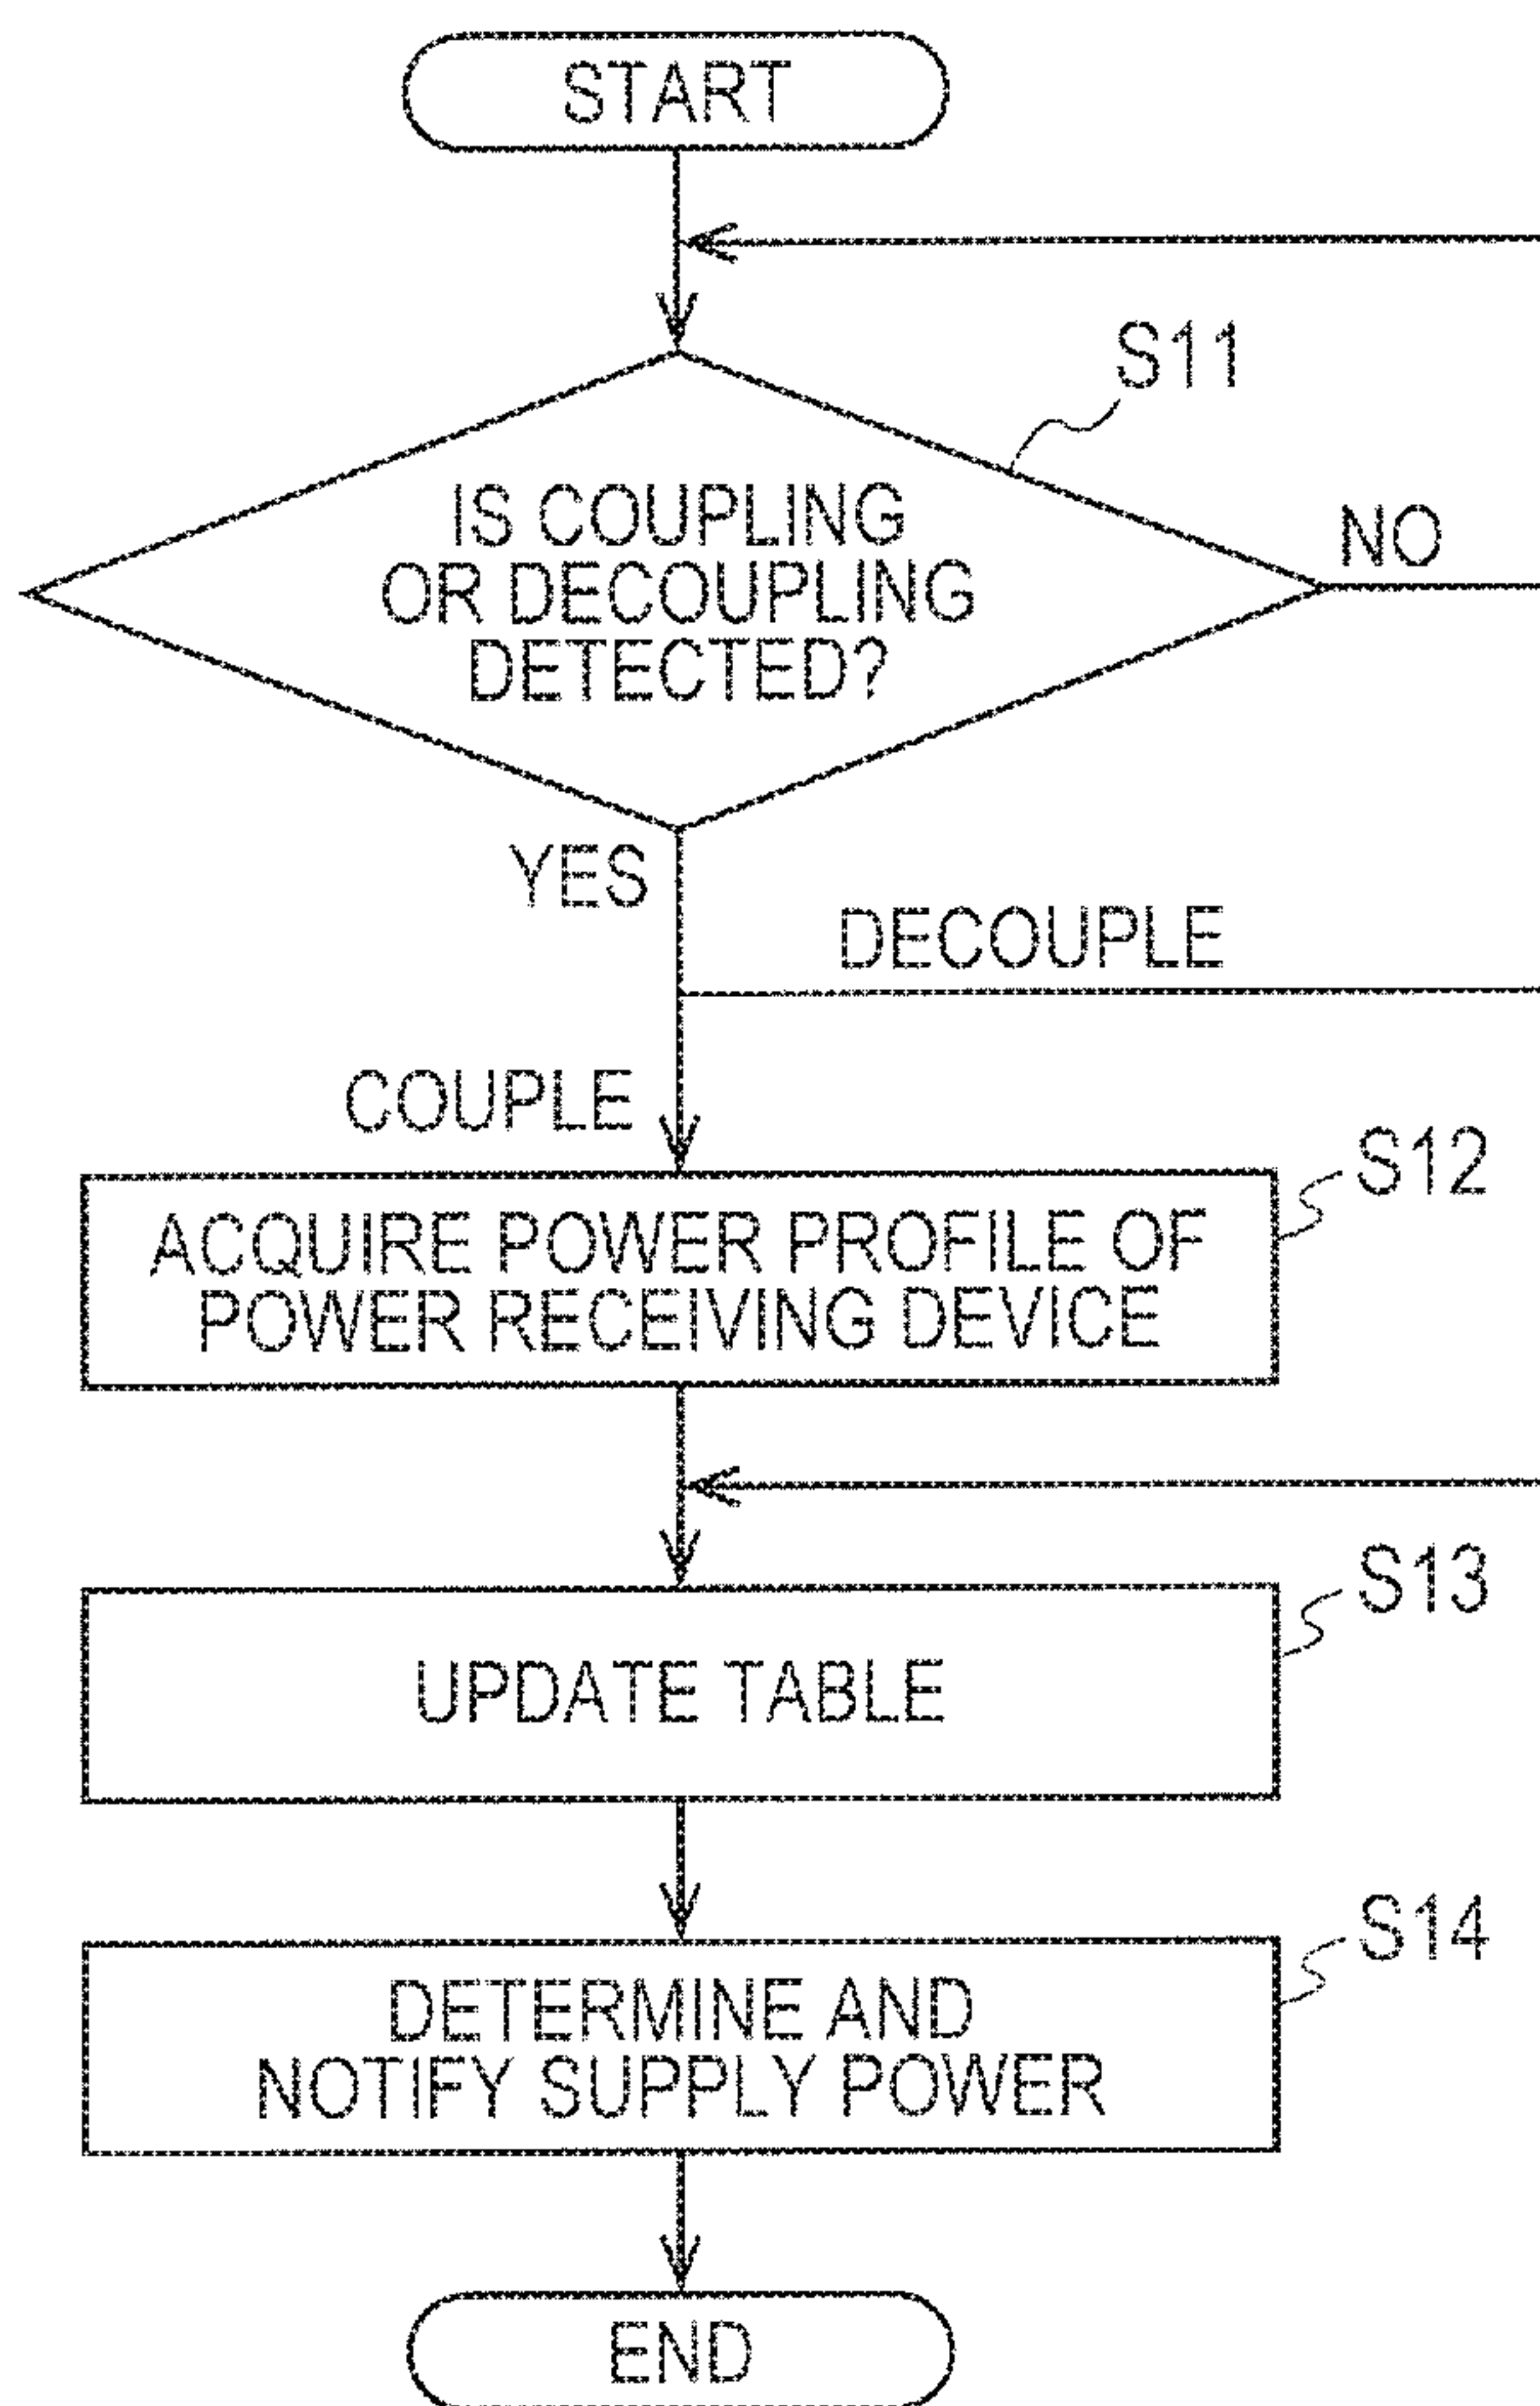 START
S11
IS COUPLING
OR DECOUPLING
DETECTED?
NO
YES
DECOUPLE
COUPLE
S12
ACQUIRE POWER PROFILE OF
POWER RECEIVING DEVICE
S13
UPDATE TABLE
S14
DETERMINE AND
NOTIFY SUPPLY POWER
END